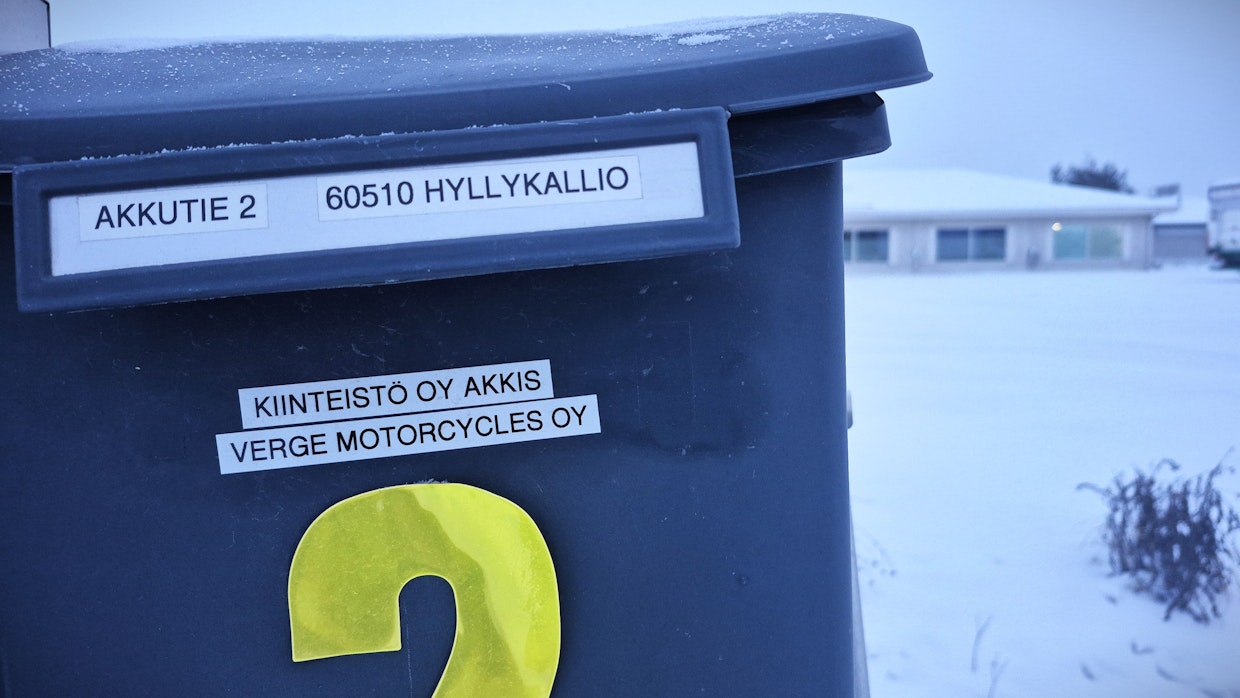 AKKUTIE 2 60510 HYLLYKALLIO
KIINTEISTÖ OY AKKIS
VERGE MOTORCYCLES OY
2